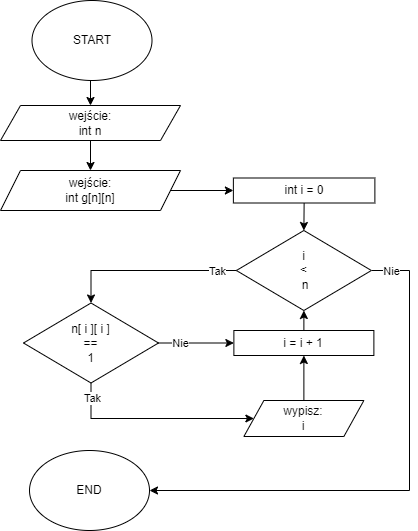 START
wejście:
int n
wejście:
int g[n][n]
int i = 0
i
<
n
Tak
Nie
n[ i ][ i ]
==
1
Nie
i = i + 1
Tak
wypisz:
i
END